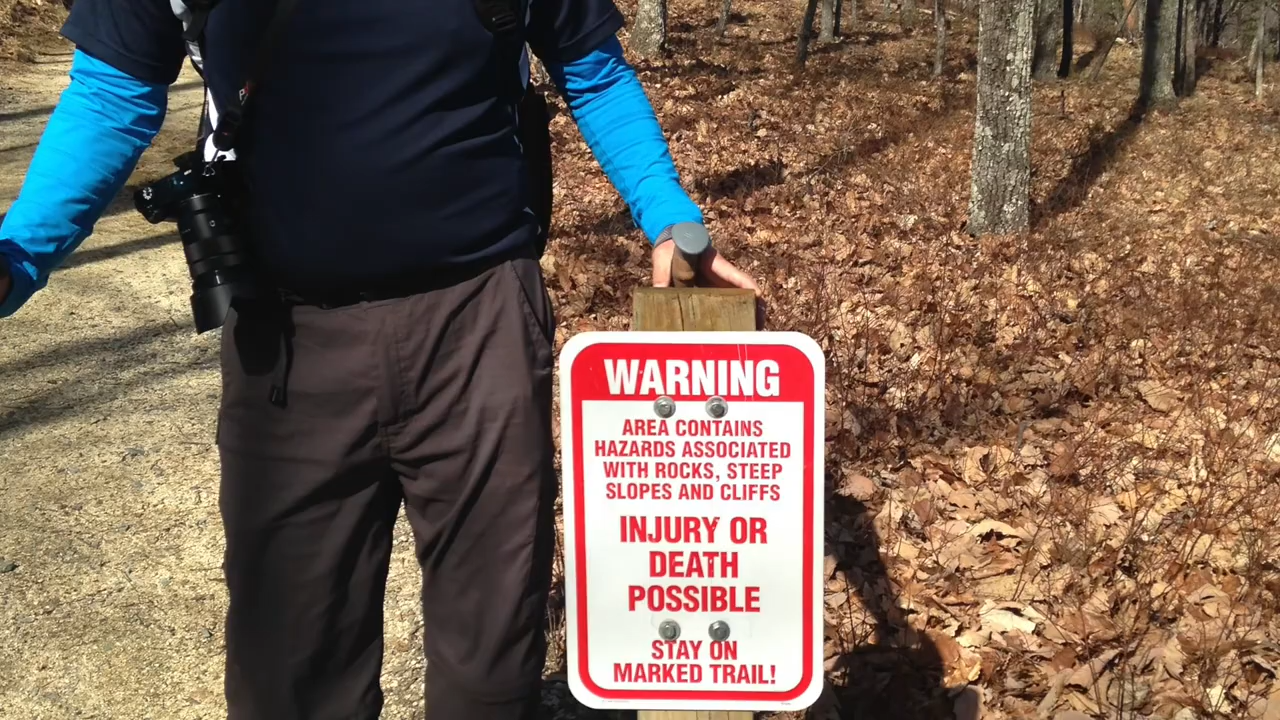 WARNING
AREA CONTAINS
HAZARDS ASSOCIATED
WITH ROCKS, STEEP
SLOPES AND CLIFFS
INJURY OR
DEATH
POSSIBLE
STAY ON
MARKED TRAIL!